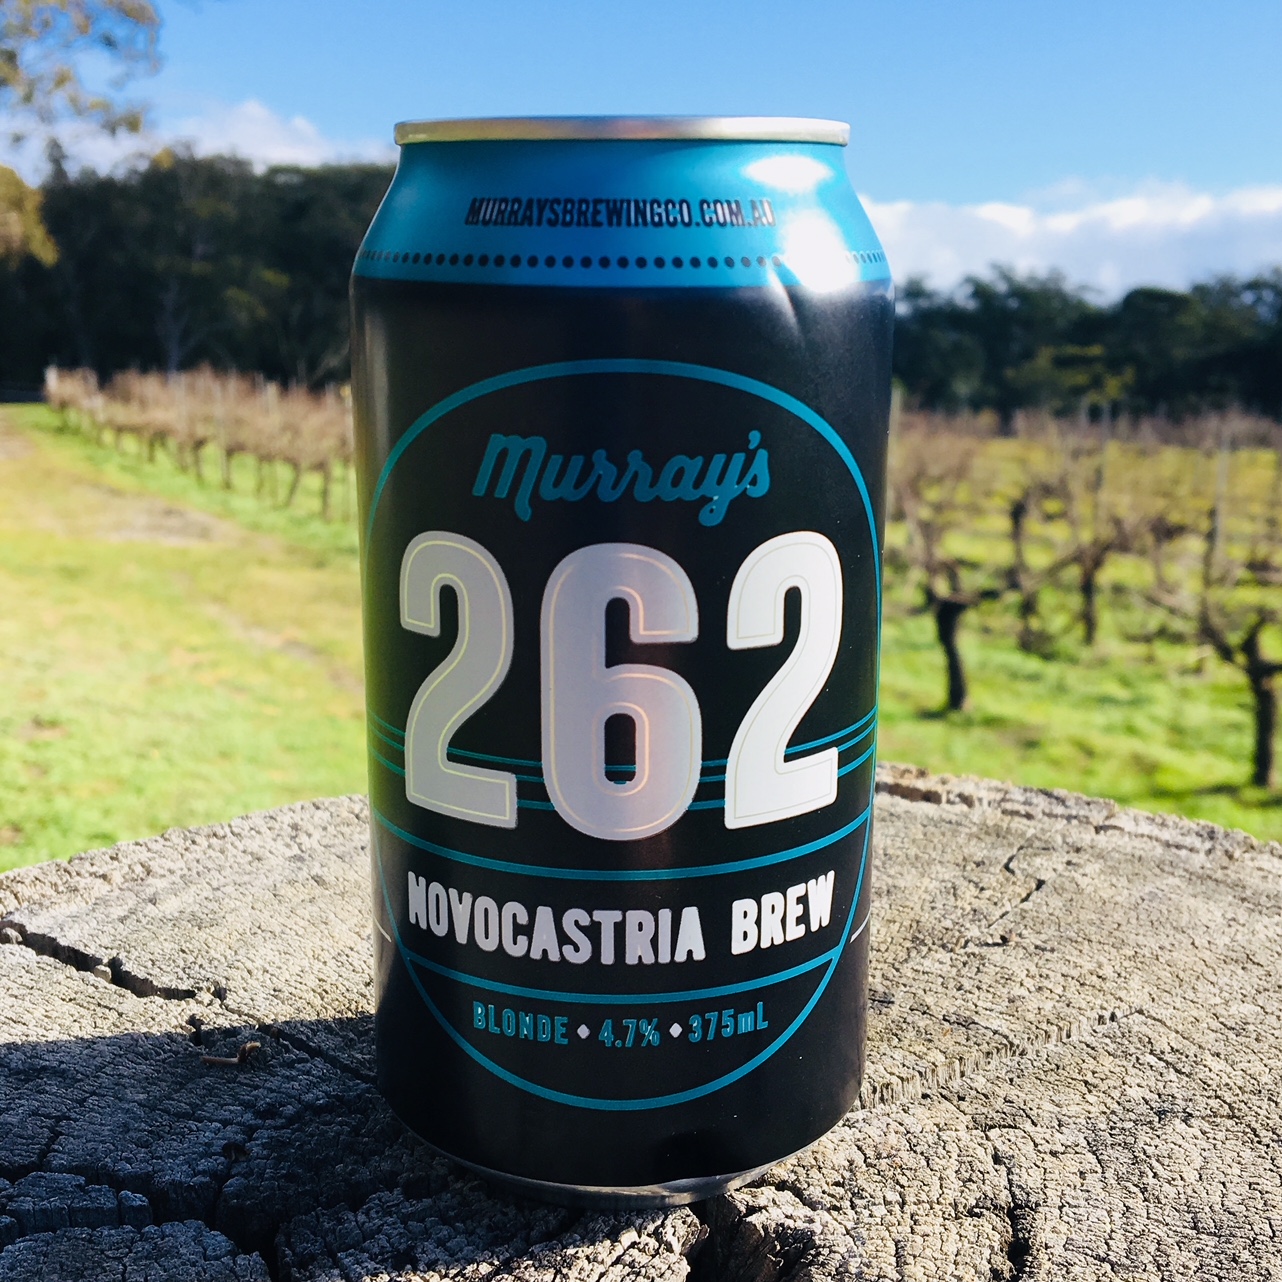 MURRAYSBREWINGCO.COM.AU
Murray's
262
NOVOCASTRIA BREW
BLONDE • 4.7% • 375mL